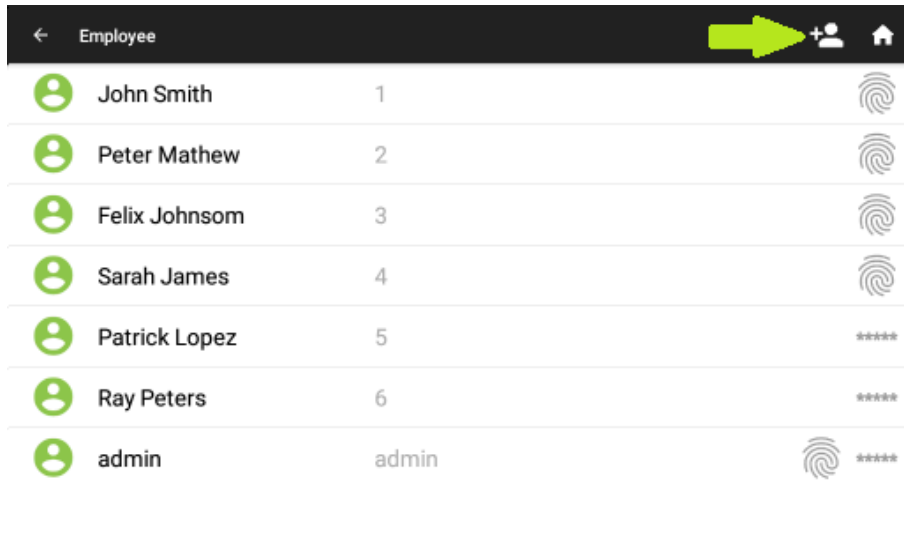 Employee
John Smith 1
Peter Mathew 2
Felix Johnsom 3
Sarah James 4
Patrick Lopez 5 *****
Ray Peters 6 *****
admin admin *****